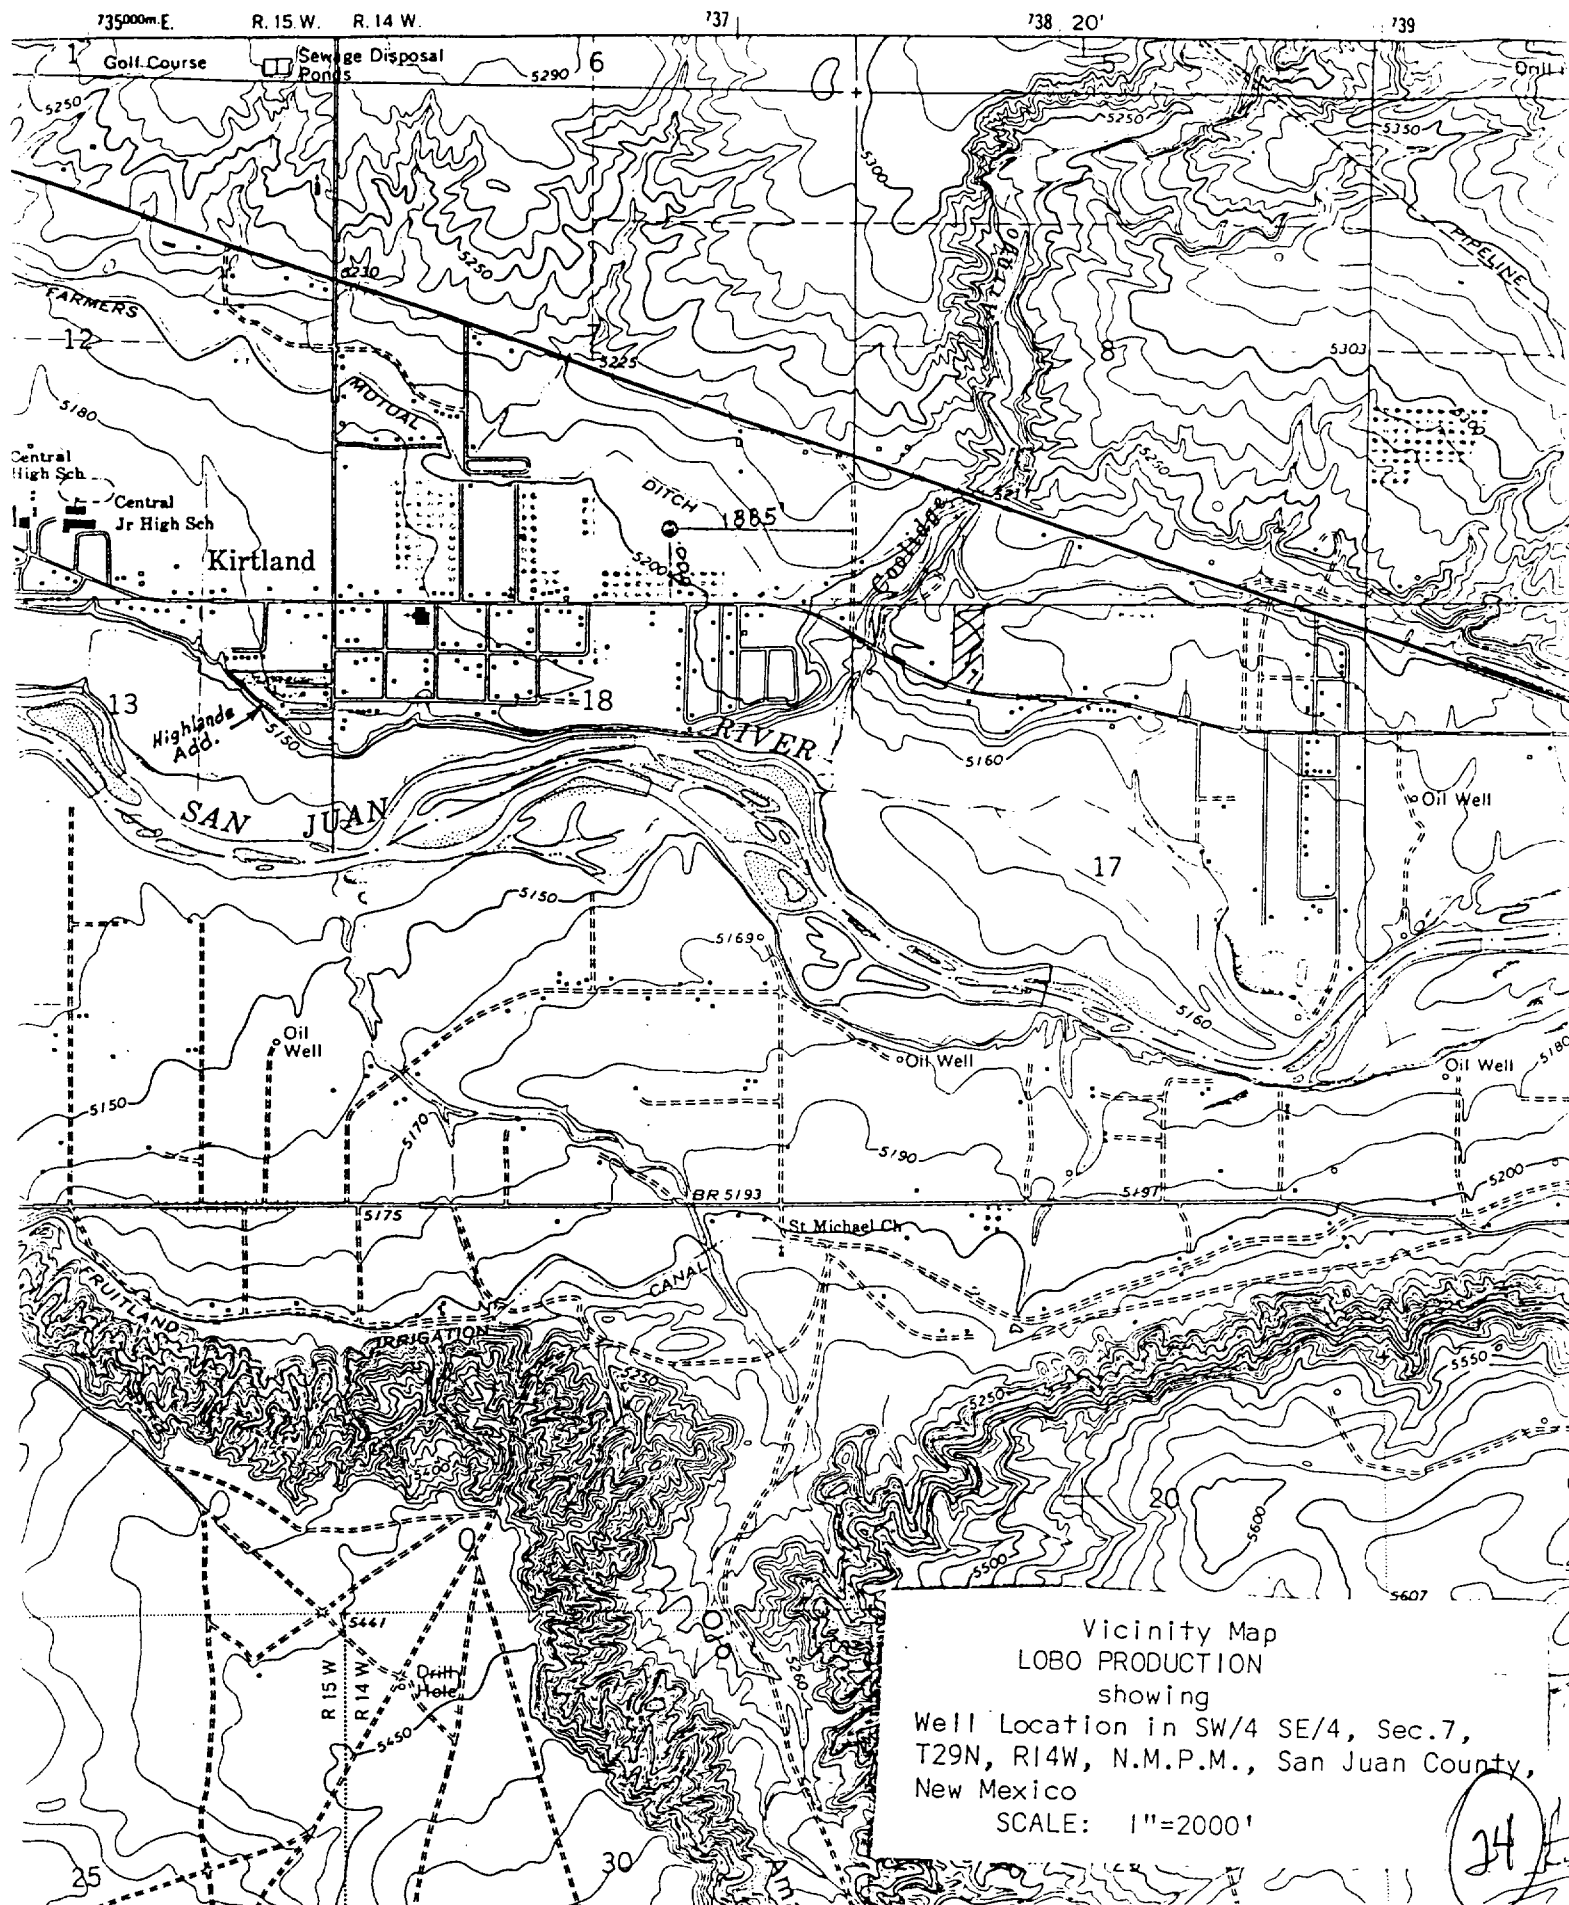 735000m.E. R. 15 W. R. 14 W. 737 738 20' 739
1 Golf Course Sewage Disposal
Ponds 6 5
5290 Drill
5250 5250 5350
5300
PIPELINE
5250
5230
FARMERS
12 7 8 5303
5225
MUTUAL
5180
5250
Central
High Sch
Central
Jr High Sch
DITCH
1885'
Coolidge Arroyo
Kirtland
5200
13 18
Highlands
Add.
5150
RIVER
5160
SAN JUAN
Oil Well
17
5150
5169
5160
Oil
Well
Oil Well
Oil Well
5180
5150
5170
5190
5200
BR 5193 5191
5175
St Michael Ch
FRUITLAND
CANAL
IRRIGATION
5550
5250 5250
5400
20
5600
5500
5607
5441
R 15 W R 14 W
Drill
Hole
5260
5450
Vicinity Map
LOBO PRODUCTION
showing
Well Location in SW/4 SE/4, Sec.7,
T29N, R14W, N.M.P.M., San Juan County,
New Mexico
SCALE: 1"=2000'
24
25 30